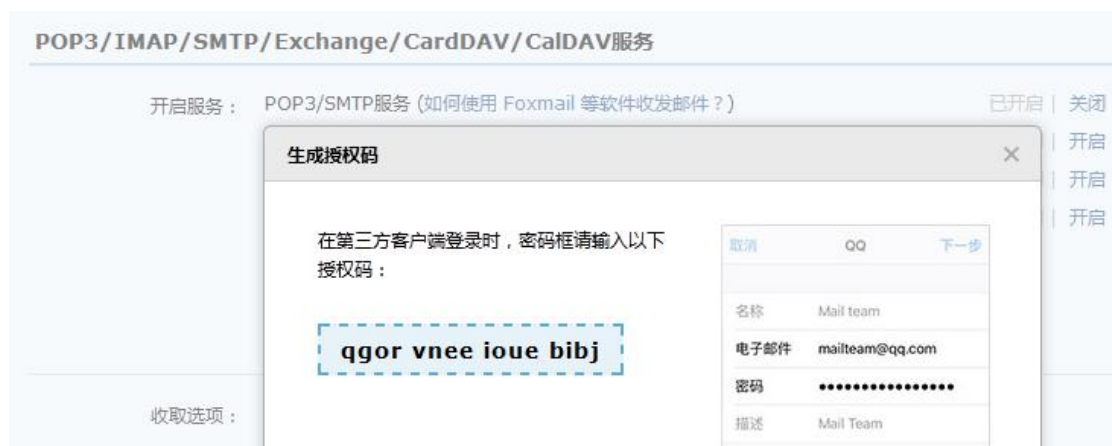 POP3/IMAP/SMTP/Exchange/CardDAV/CalDAV服务
开启服务： POP3/SMTP服务 (如何使用 Foxmail 等软件收发邮件？) 已开启 | 关闭
生成授权码 ×
| 开启
| 开启
| 开启
在第三方客户端登录时，密码框请输入以下
授权码：
qgor vnee ioue bibj
取消 QQ 下一步
名称 Mail team
电子邮件 mailteam@qq.com
密码 ••••••••••••••••
描述 Mail Team
收取选项：